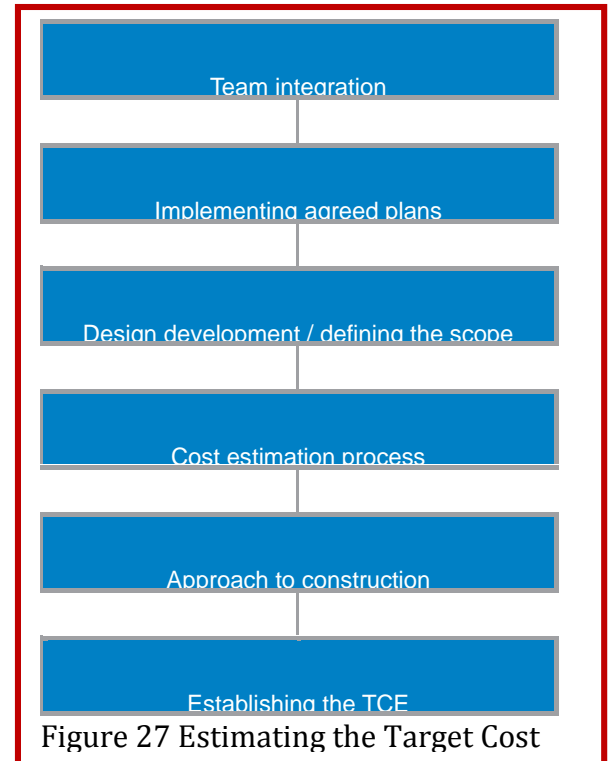 Team integration
Implementing agreed plans
Design development / defining the scope
Cost estimation process
Approach to construction
Establishing the TCE
Figure 27 Estimating the Target Cost